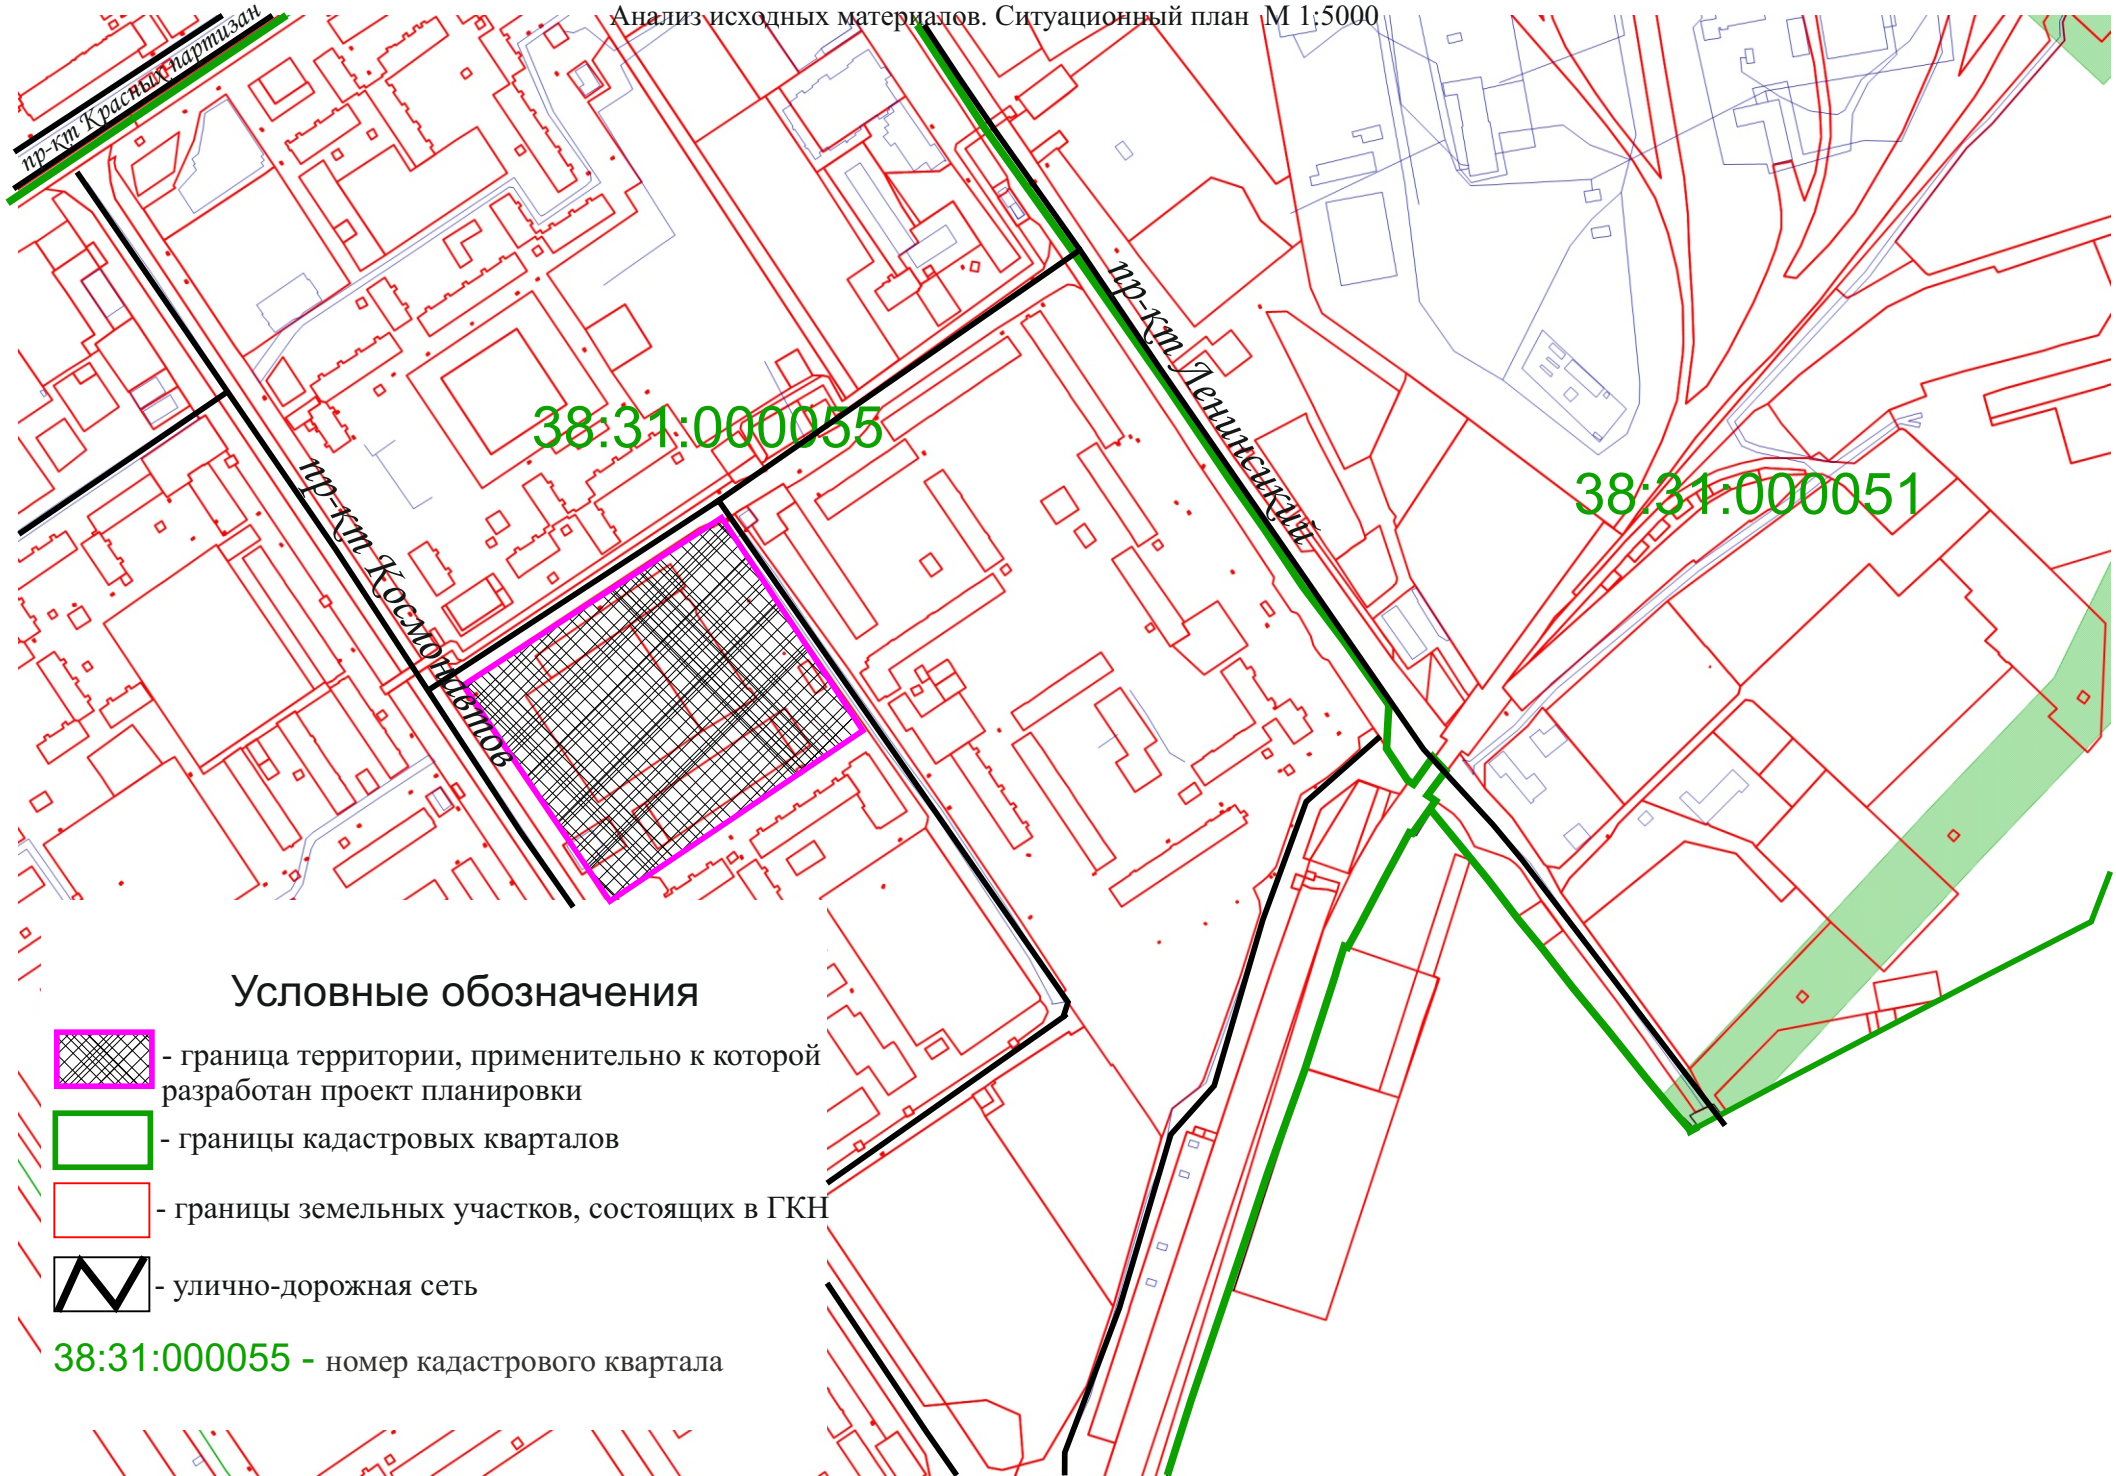 Анализ исходных материалов. Ситуационный план М 1:5000
пр-кт Красных партизан
пр-кт Ленинсикий
38:31:000055
38:31:000051
пр-кт Космонавтов
Условные обозначения
- граница территории, применительно к которой
разработан проект планировки
- границы кадастровых кварталов
- границы земельных участков, состоящих в ГКН
- улично-дорожная сеть
38:31:000055 - номер кадастрового квартала